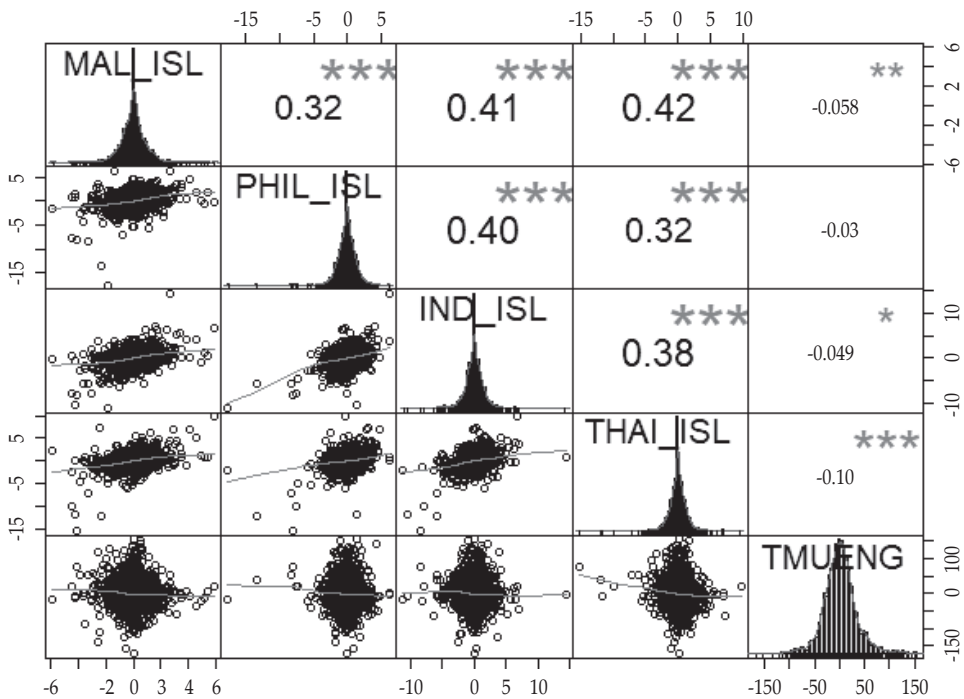 -15 -5 0 5 -15 -5 0 5 10
MAL_ISL *** 0.32 *** 0.41 *** 0.42 ** -0.058
-6 -2 2 6
5 -5 -15
PHIL_ISL *** 0.40 *** 0.32 -0.03
IND_ISL *** 0.38 * -0.049
-10 0 10
5 -5 -15
THAI_ISL *** -0.10
TMUENG
-150 0 100
-6 -2 0 3 6 -10 0 5 10 -150 -50 0 50 150